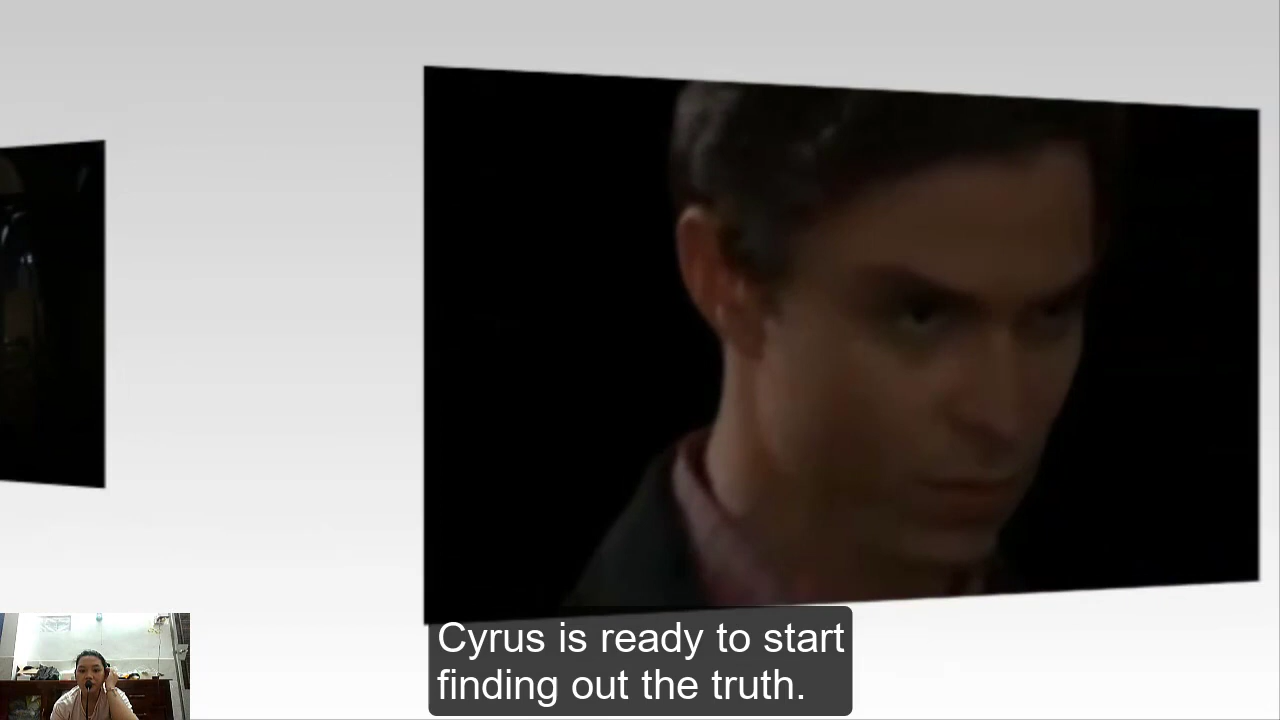 Cyrus is ready to start
finding out the truth.